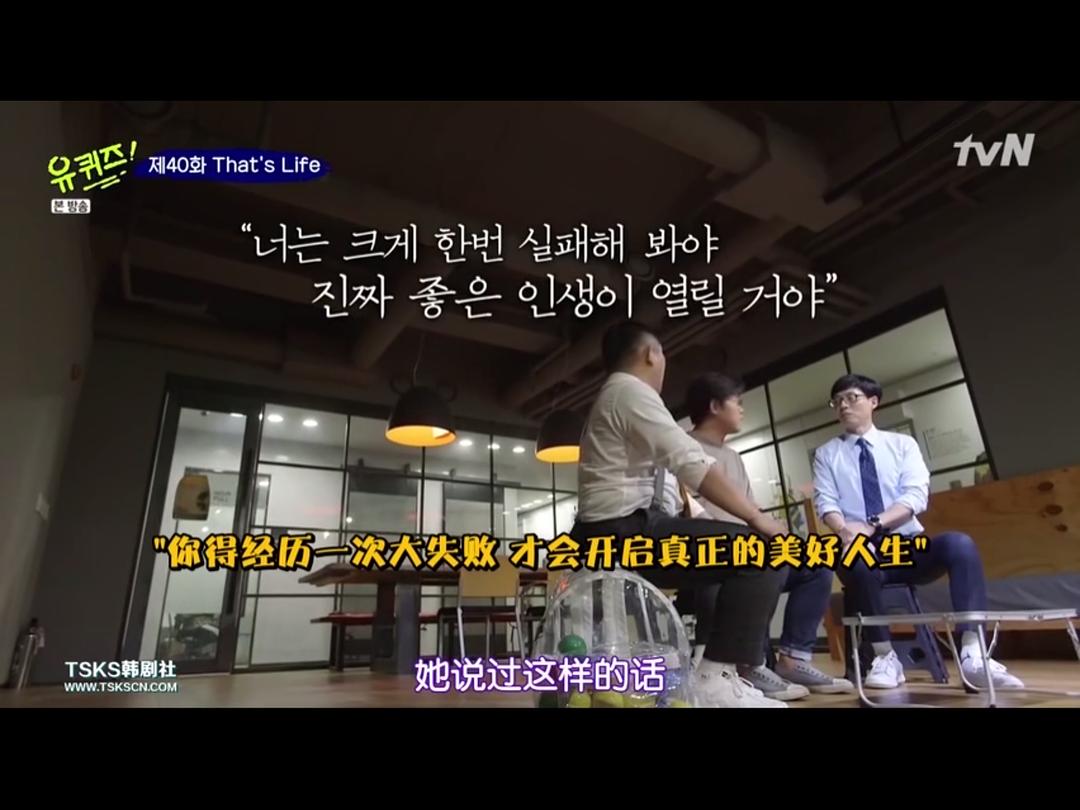 유퀴즈!
제40화 That's Life
tvN
본 방송
“너는 크게 한번 실패해 봐야
진짜 좋은 인생이 열릴 거야”
"你得经历一次大失败 才会开启真正的美好人生"
TSKS韩剧社
WWW.TSKSCN.COM
她说过这样的话